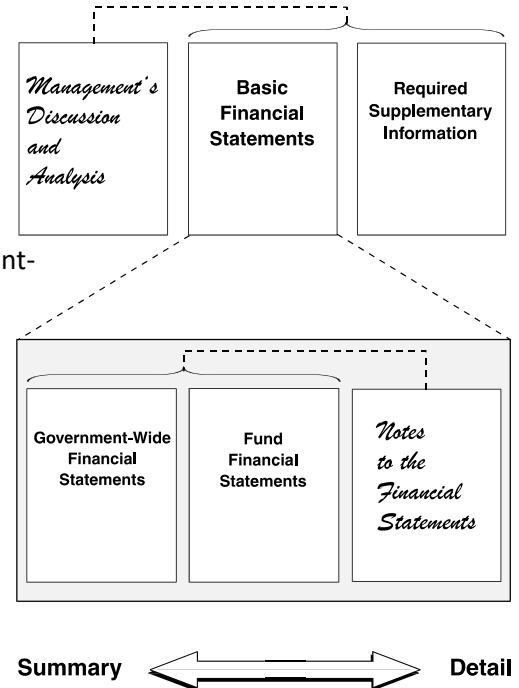 Management's
Discussion
and
Analysis
Basic
Financial
Statements
Required
Supplementary
Information
nt-
Government-Wide
Financial
Statements
Fund
Financial
Statements
Notes
to the
Financial
Statements
Summary
Detail